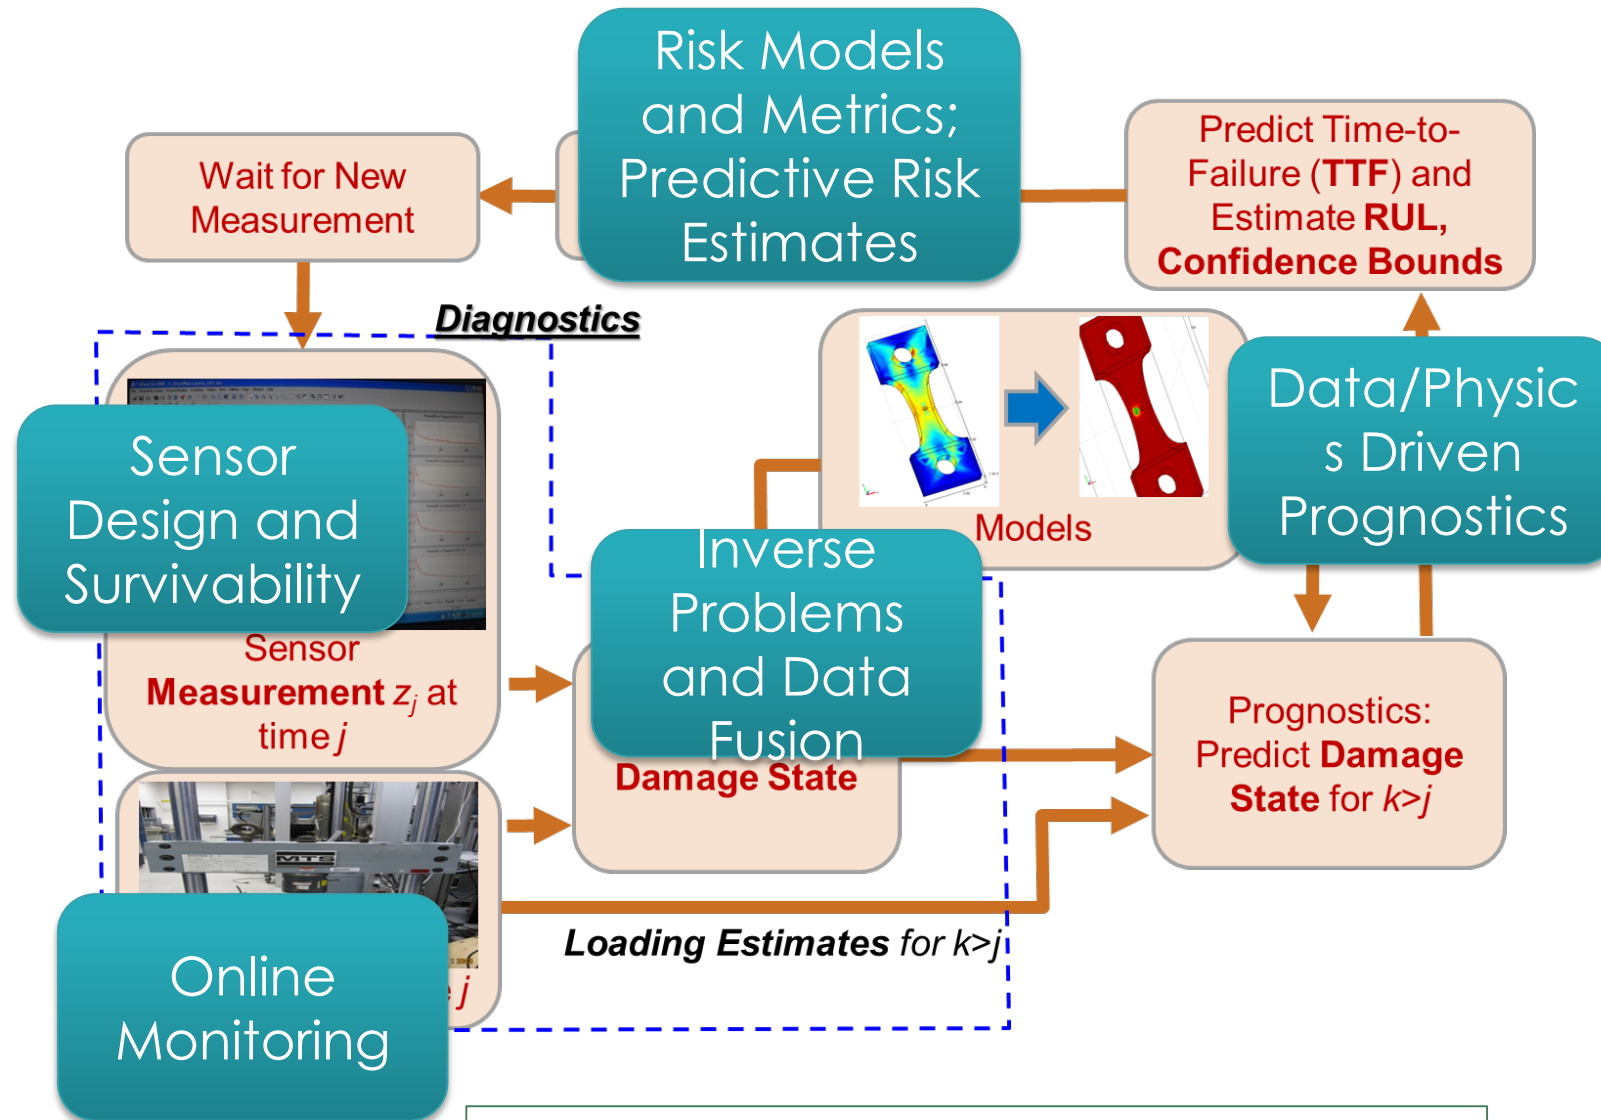 Risk Models
and Metrics;
Predictive Risk
Estimates
Wait for New
Measurement
Predict Time-to-
Failure (TTF) and
Estimate RUL,
Confidence Bounds
Diagnostics
Sensor
Design and
Survivability
Sensor
Measurement zj at
time j
Models
Data/Physic
s Driven
Prognostics
Inverse
Problems
and Data
Fusion
Damage State
Prognostics:
Predict Damage
State for k>j
MTS
Loading Estimates for k>j
j
Online
Monitoring